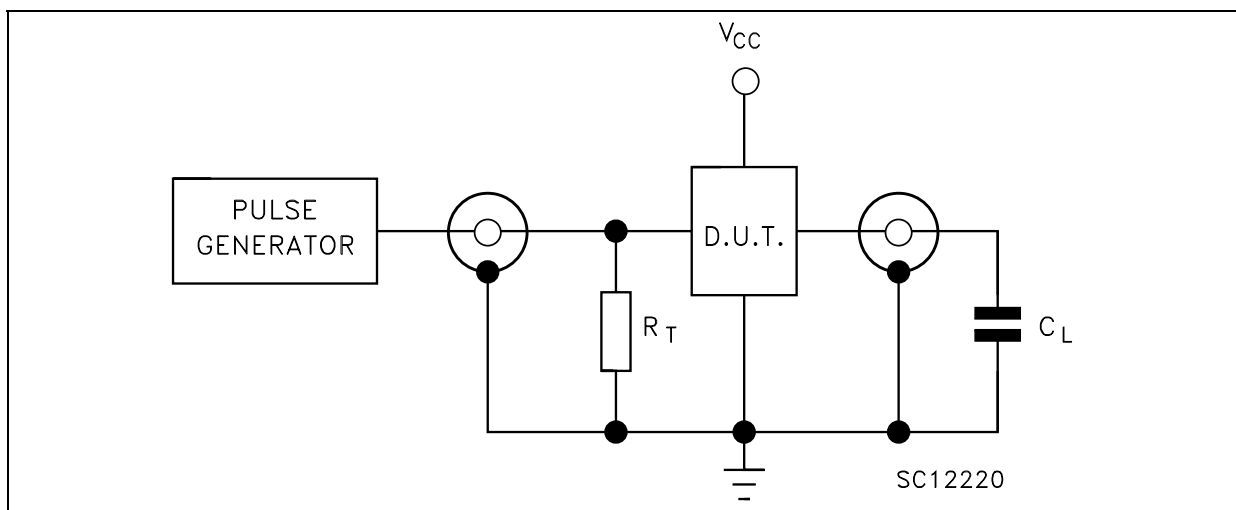 VCC
PULSE
GENERATOR
D.U.T.
RT
CL
SC12220